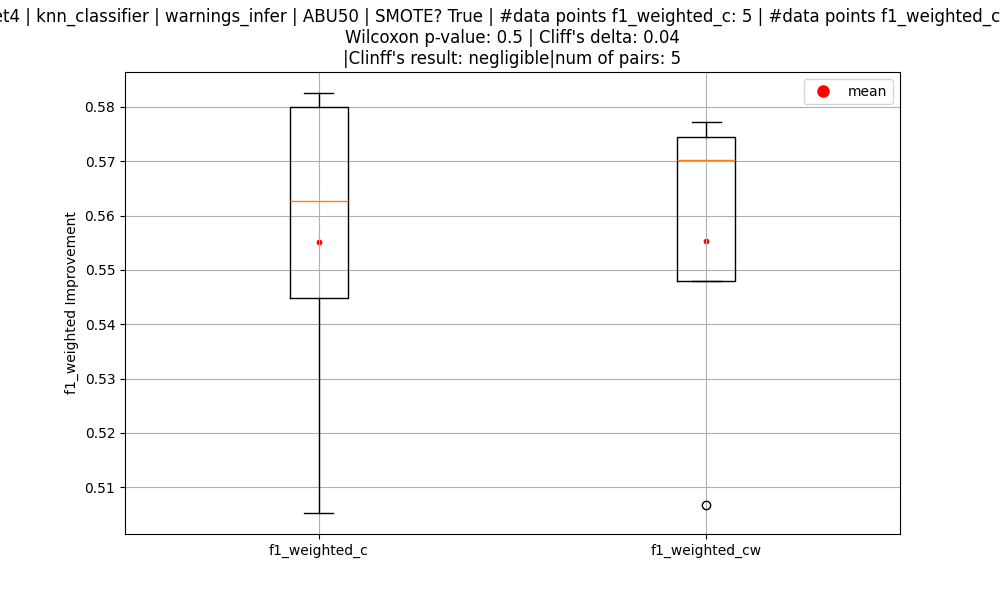 et4 | knn_classifier | warnings_infer | ABU50 | SMOTE? True | #data points f1_weighted_c: 5 | #data points f1_weighted_c
Wilcoxon p-value: 0.5 | Cliff's delta: 0.04
|Clinff's result: negligible|num of pairs: 5
mean
0.58
0.57
0.56
0.55
0.54
0.53
0.52
0.51
f1_weighted Improvement
f1_weighted_c
f1_weighted_cw